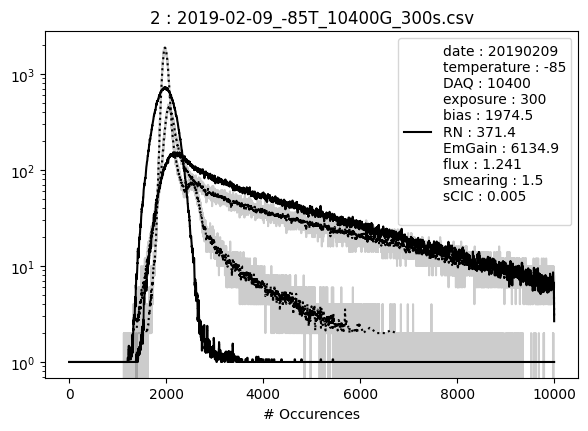 2 : 2019-02-09_-85T_10400G_300s.csv
date : 20190209
temperature : -85
DAQ : 10400
exposure : 300
bias : 1974.5
RN : 371.4
EmGain : 6134.9
flux : 1.241
smearing : 1.5
sCIC : 0.005
10³
10²
10¹
10⁰
0 2000 4000 6000 8000 10000
# Occurences